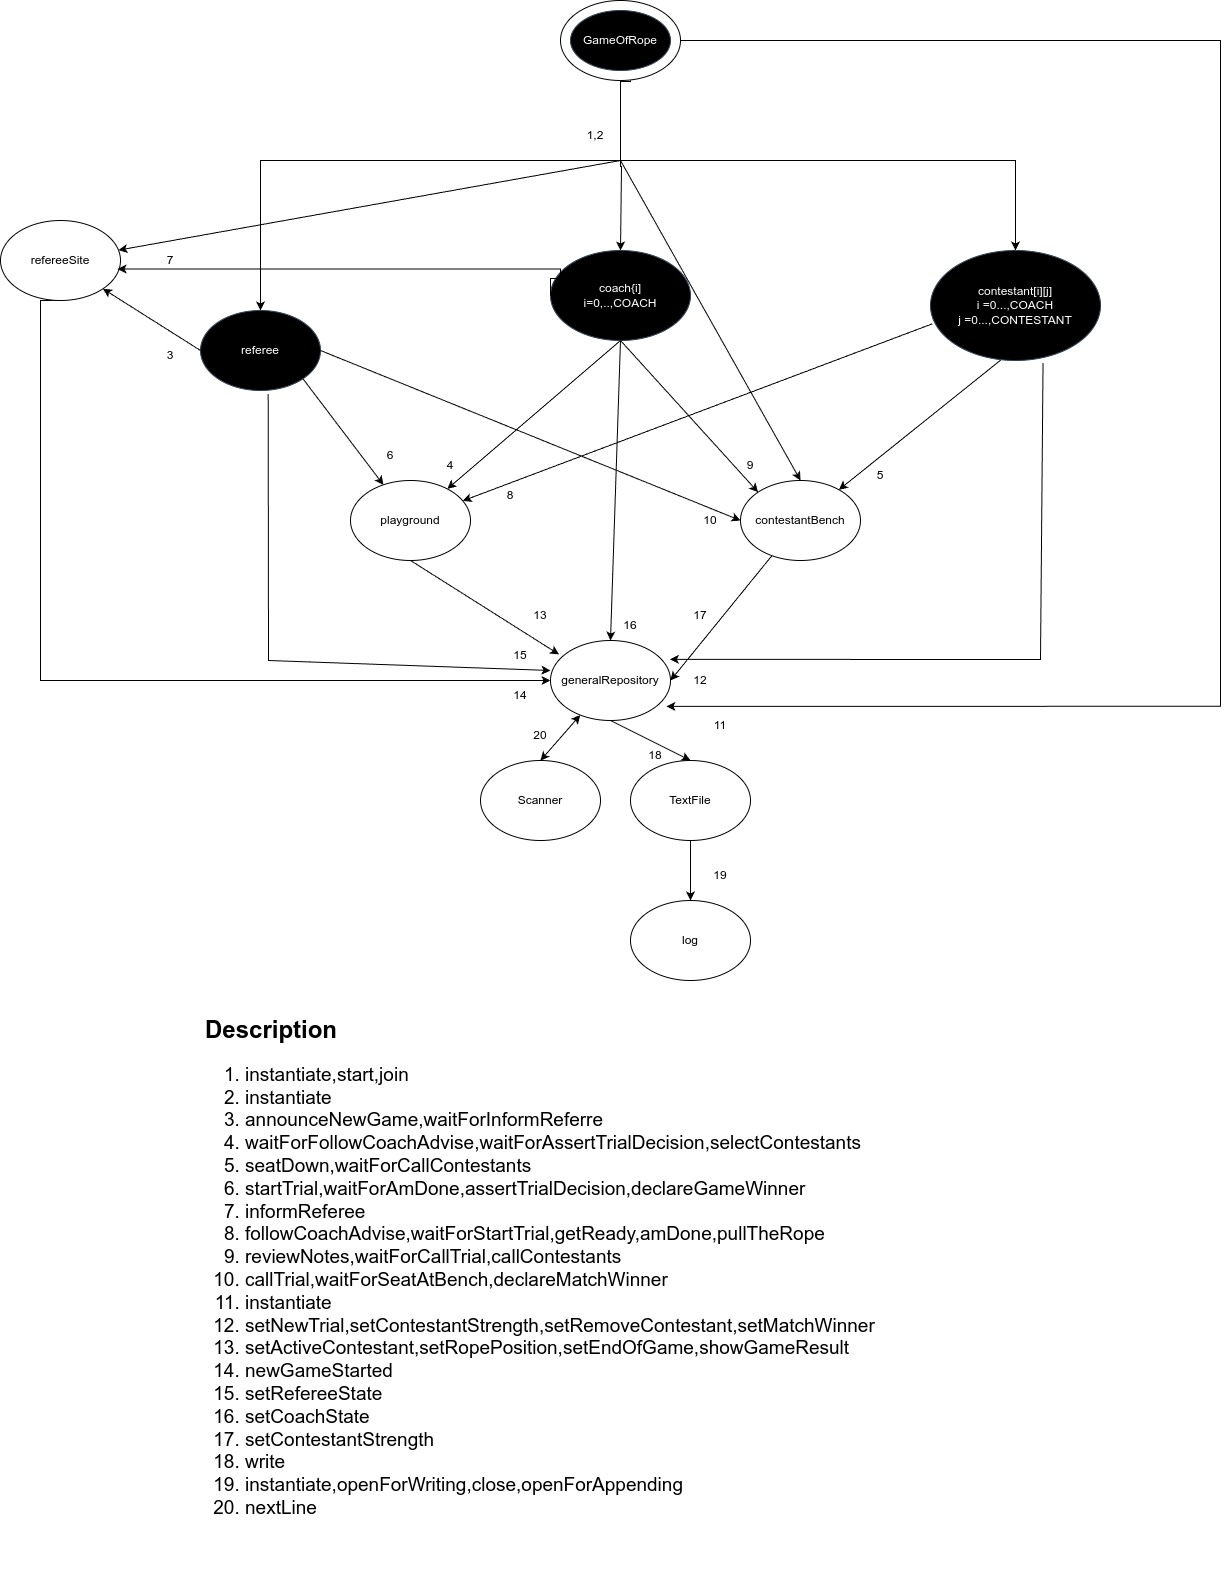 GameOfRope
1,2
refereeSite
7
coach{i]
i=0,..,COACH
contestant[i][j]
i =0...,COACH
j =0...,CONTESTANT
3
referee
6
4
9
8
5
playground
10
contestantBench
13
16
17
15
generalRepository
12
14
11
20
18
Scanner
TextFile
19
log
Description
1. instantiate,start,join
2. instantiate
3. announceNewGame,waitForInformReferre
4. waitForFollowCoachAdvise,waitForAssertTrialDecision,selectContestants
5. seatDown,waitForCallContestants
6. startTrial,waitForAmDone,assertTrialDecision,declareGameWinner
7. informReferee
8. followCoachAdvise,waitForStartTrial,getReady,amDone,pullTheRope
9. reviewNotes,waitForCallTrial,callContestants
10. callTrial,waitForSeatAtBench,declareMatchWinner
11. instantiate
12. setNewTrial,setContestantStrength,setRemoveContestant,setMatchWinner
13. setActiveContestant,setRopePosition,setEndOfGame,showGameResult
14. newGameStarted
15. setRefereeState
16. setCoachState
17. setContestantStrength
18. write
19. instantiate,openForWriting,close,openForAppending
20. nextLine